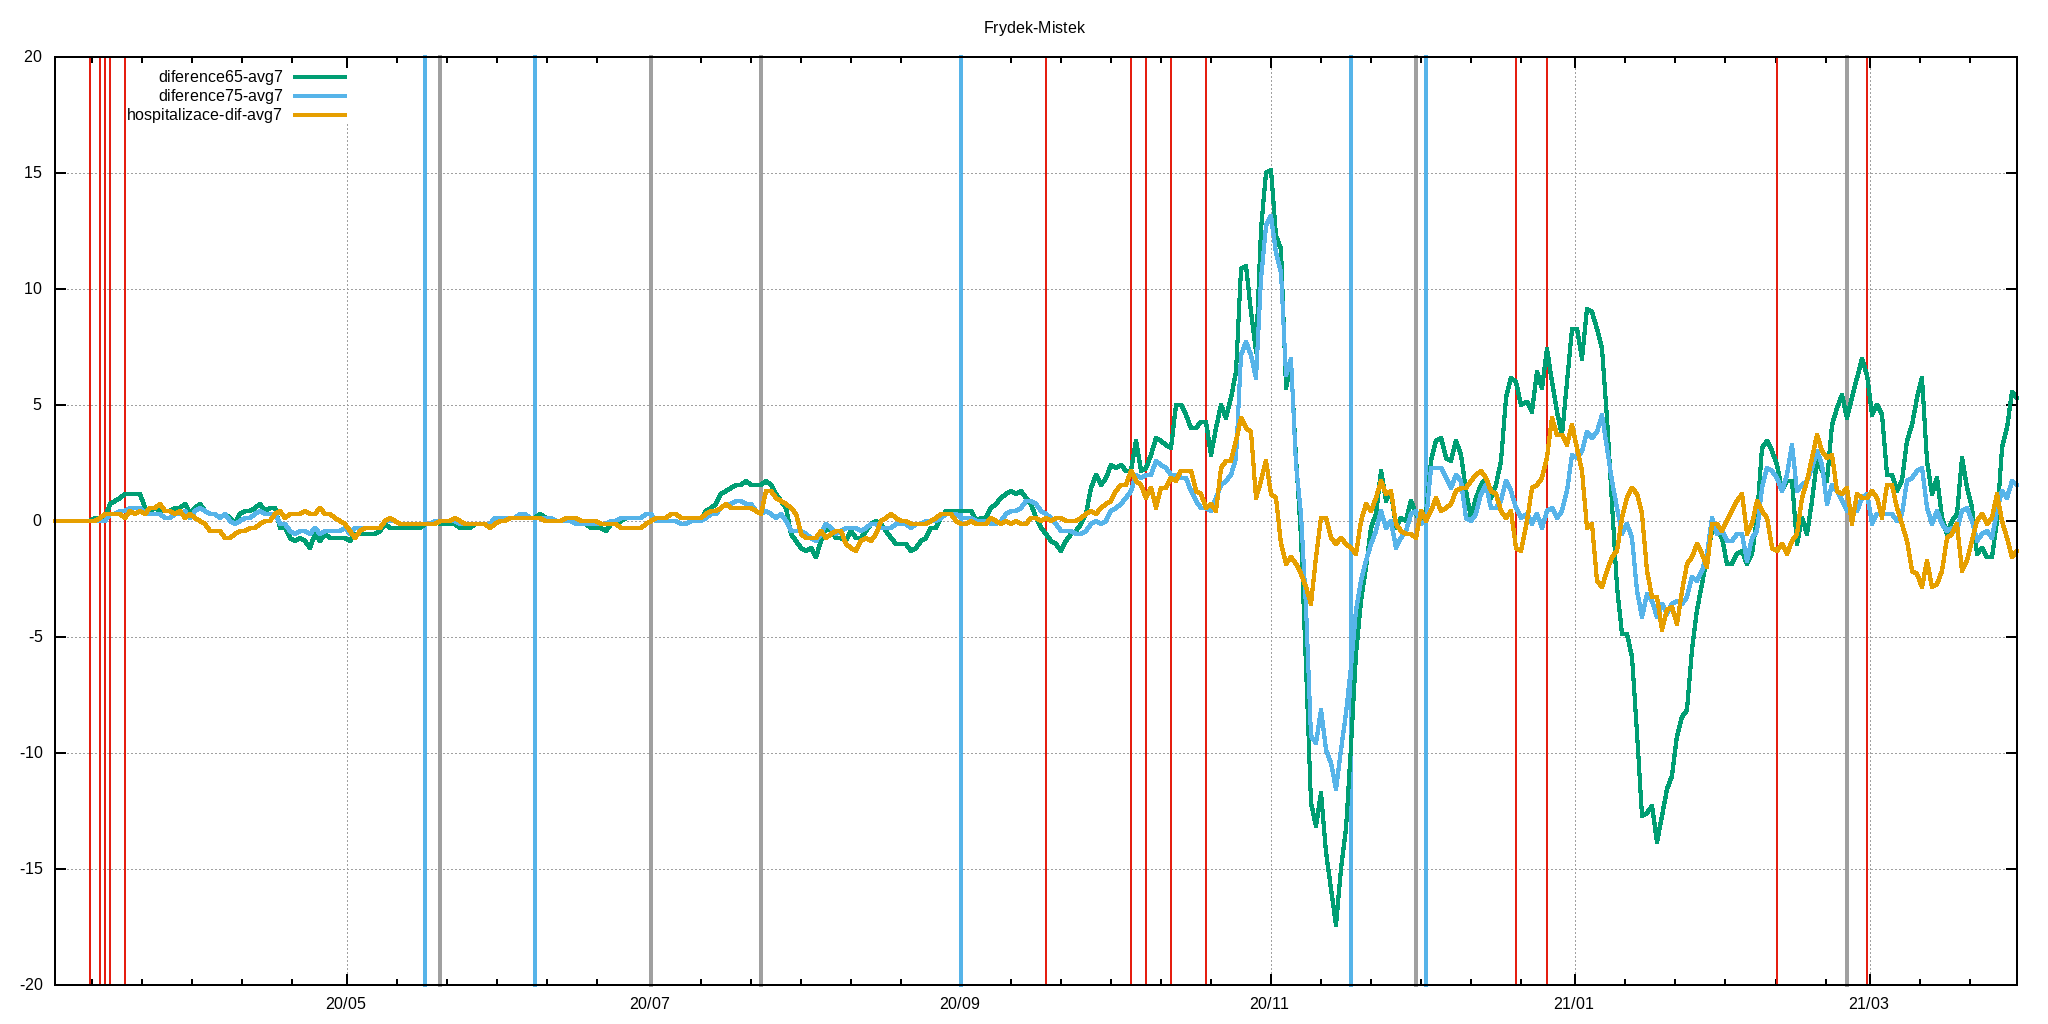 Frydek-Mistek
20
diference65-avg7
diference75-avg7
hospitalizace-dif-avg7
15
10
5
0
-5
-10
-15
-20
20/05 20/07 20/09 20/11 21/01 21/03